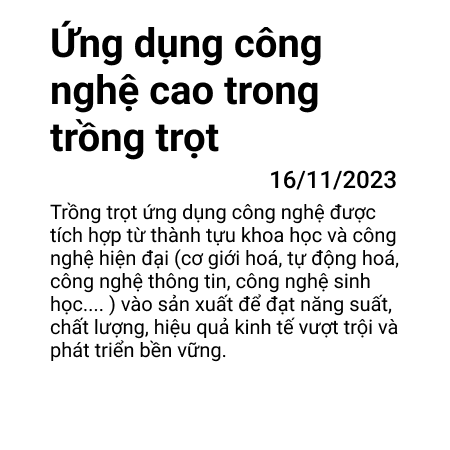 Ứng dụng công
nghệ cao trong
trồng trọt
16/11/2023
Trồng trọt ứng dụng công nghệ được
tích hợp từ thành tựu khoa học và công
nghệ hiện đại (cơ giới hoá, tự động hoá,
công nghệ thông tin, công nghệ sinh
học.... ) vào sản xuất để đạt năng suất,
chất lượng, hiệu quả kinh tế vượt trội và
phát triển bền vững.